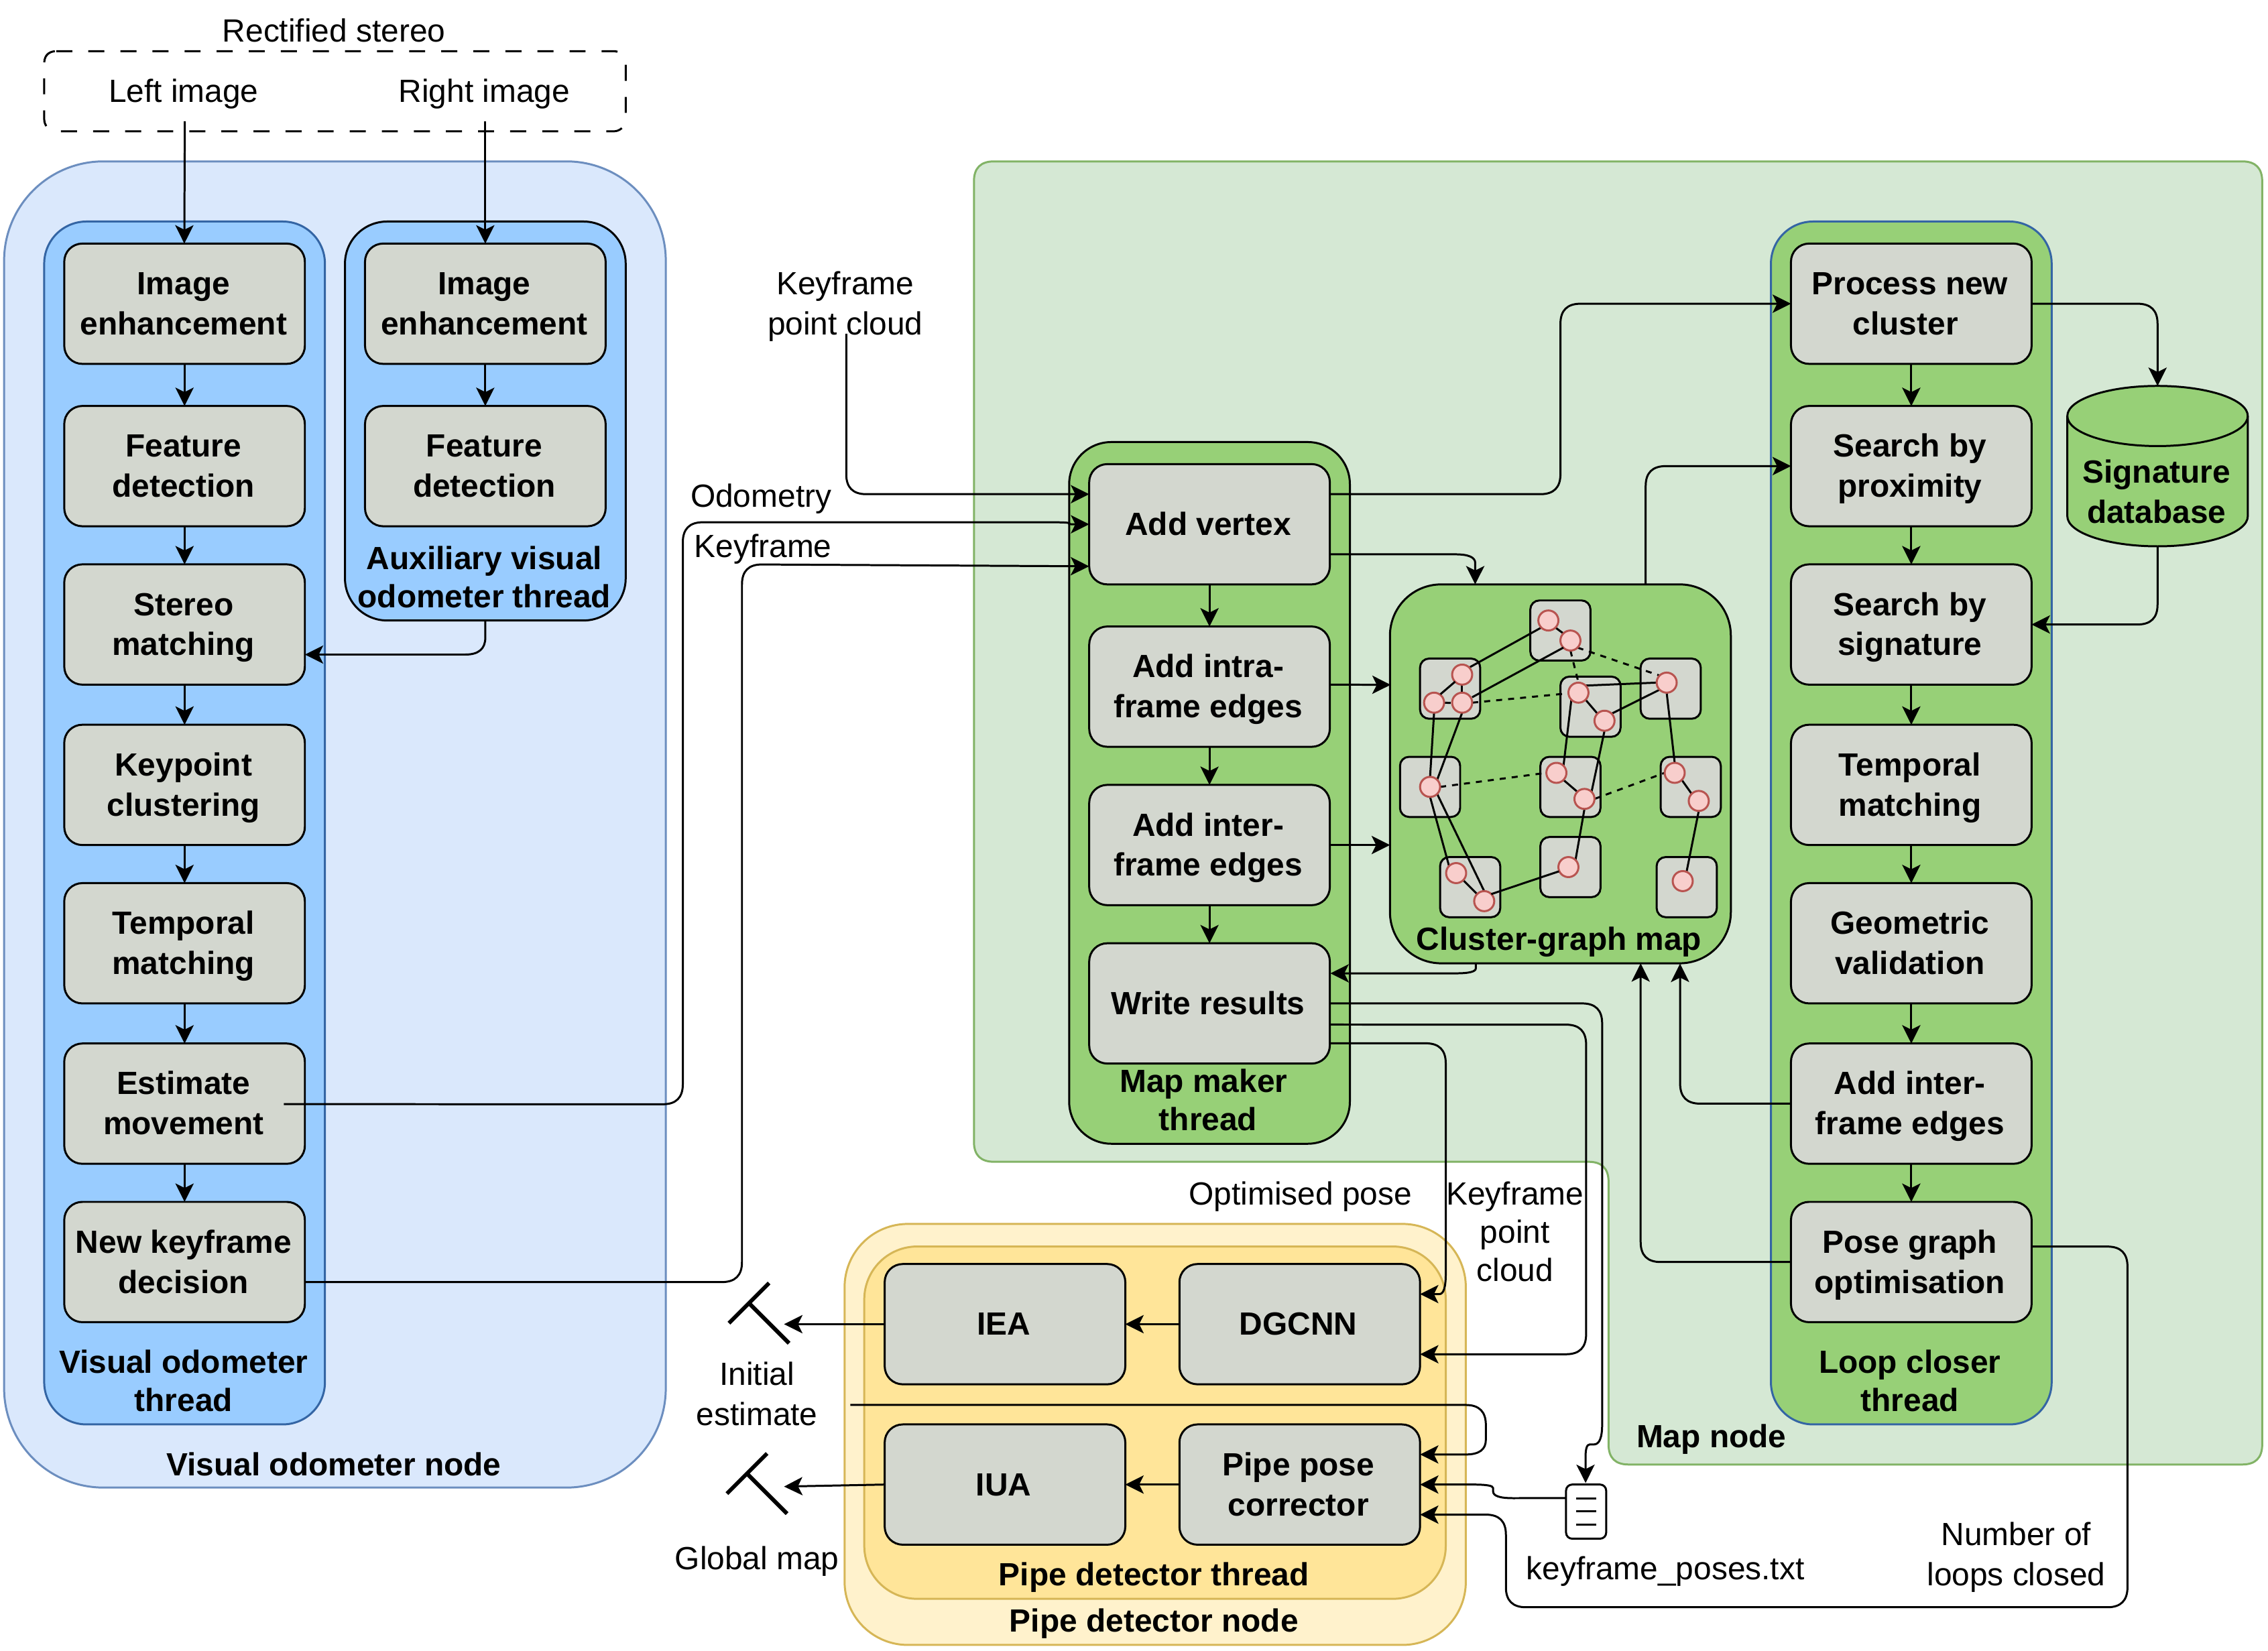 Rectified stereo
Left image
Right image
Image
enhancement
Feature
detection
Stereo
matching
Keypoint
clustering
Temporal
matching
Estimate
movement
New keyframe
decision
Visual odometer
thread
Image
enhancement
Feature
detection
Auxiliary visual
odometer thread
Visual odometer node
Keyframe
point cloud
Odometry
Keyframe
Add vertex
Add intra-
frame edges
Add inter-
frame edges
Write results
Map maker
thread
Cluster-graph map
Process new
cluster
Search by
proximity
Search by
signature
Temporal
matching
Geometric
validation
Add inter-
frame edges
Pose graph
optimisation
Loop closer
thread
Signature
database
Map node
Optimised pose
Keyframe
point
cloud
IEA
DGCNN
IUA
Pipe pose
corrector
Pipe detector thread
Pipe detector node
Initial
estimate
Global map
keyframe_poses.txt
Number of
loops closed